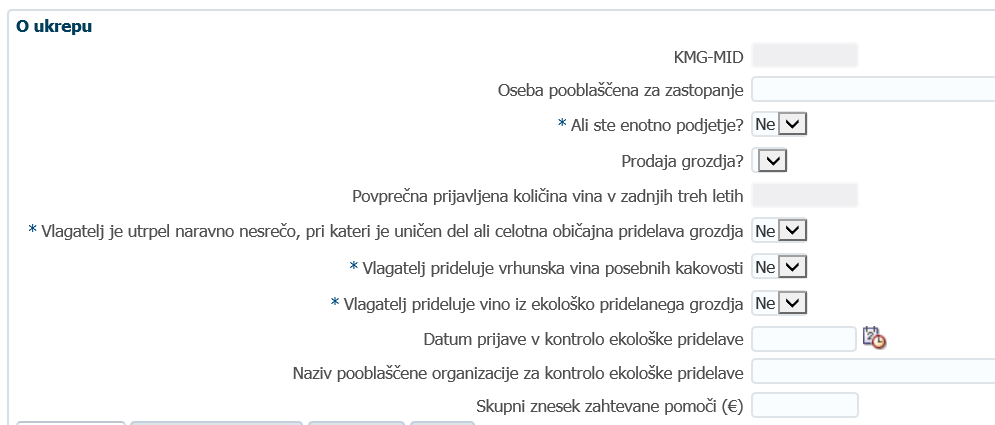 O ukrepu
KMG-MID
Oseba pooblaščena za zastopanje
* Ali ste enotno podjetje? Ne
Prodaja grozdja?
Povprečna prijavljena količina vina v zadnjih treh letih
* Vlagatelj je utrpel naravno nesrečo, pri kateri je uničen del ali celotna običajna pridelava grozdja Ne
* Vlagatelj prideluje vrhunska vina posebnih kakovosti Ne
* Vlagatelj prideluje vino iz ekološko pridelanega grozdja Ne
Datum prijave v kontrolo ekološke pridelave
Naziv pooblaščene organizacije za kontrolo ekološke pridelave
Skupni znesek zahtevane pomoči (€)